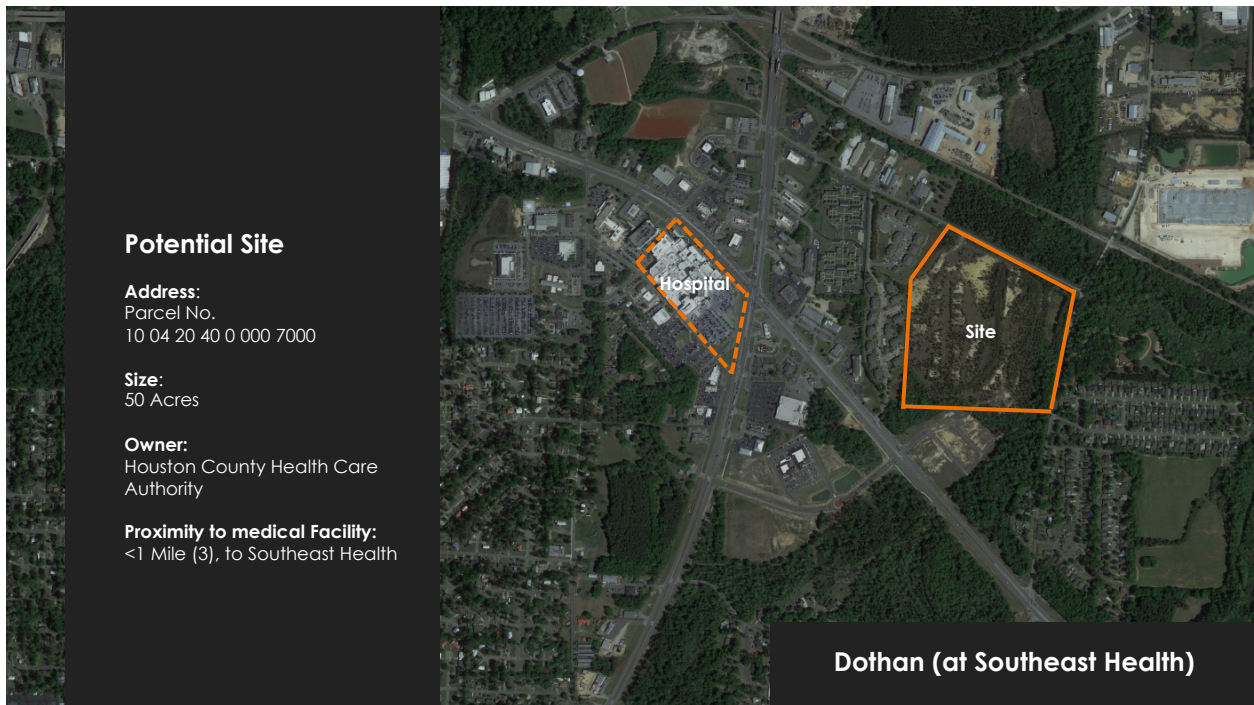 Potential Site
Address:
Parcel No.
10 04 20 40 0 000 7000
Size:
50 Acres
Owner:
Houston County Health Care
Authority
Proximity to medical Facility:
<1 Mile (3), to Southeast Health
Hospital
Site
Dothan (at Southeast Health)